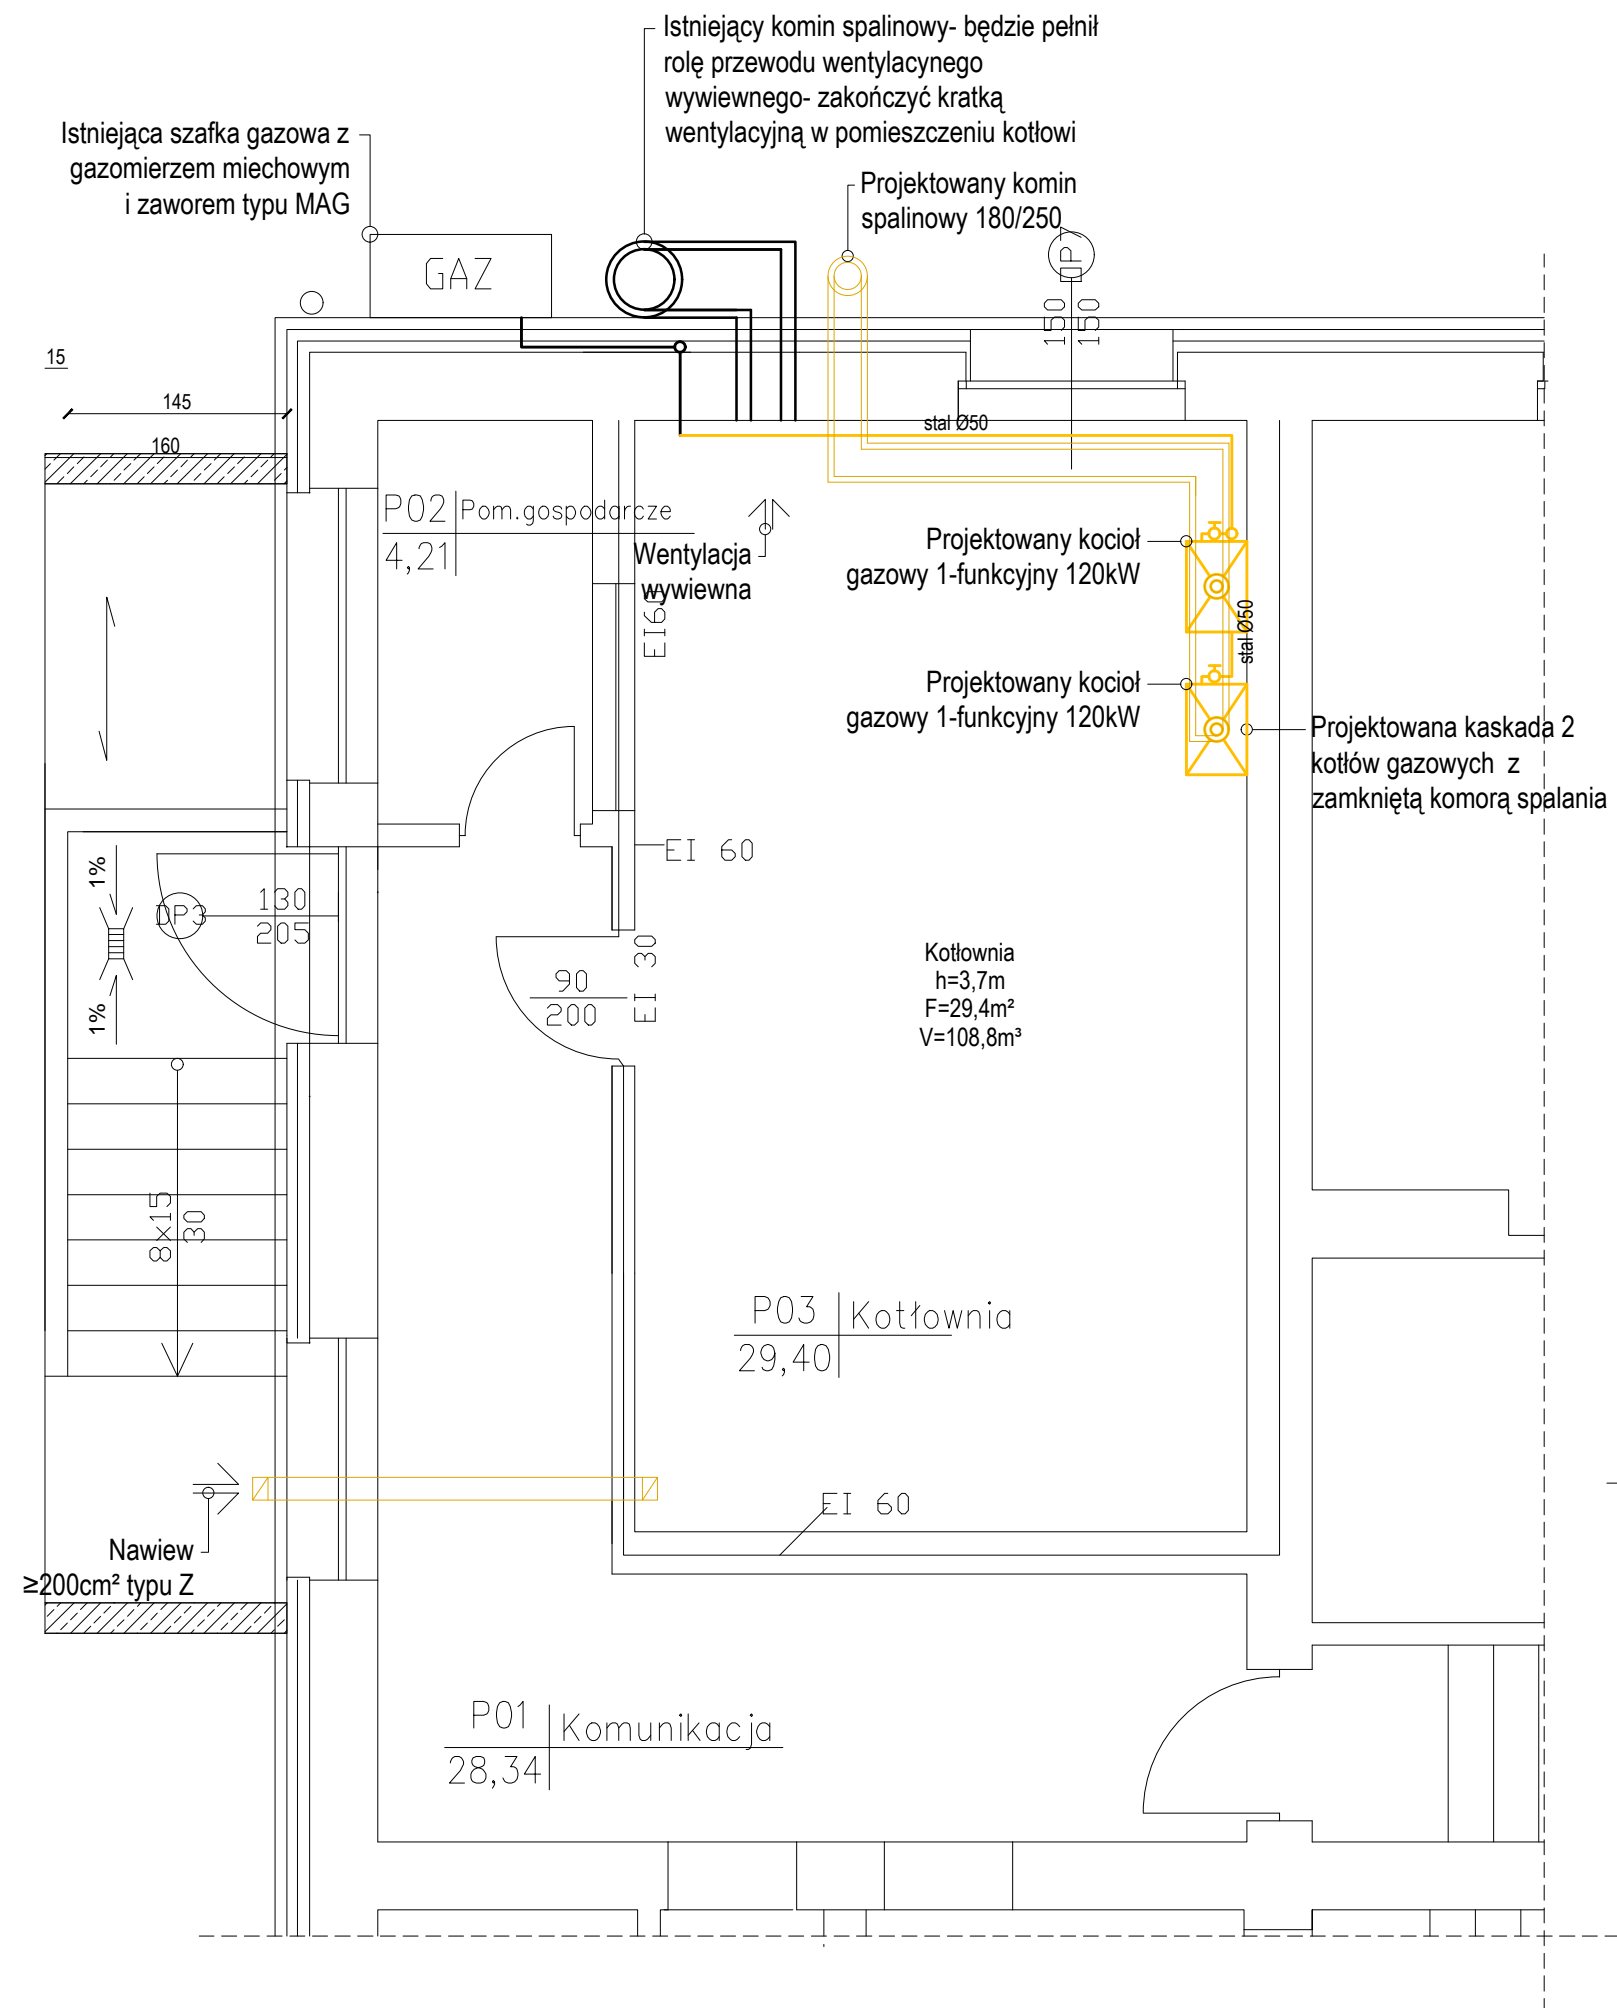 Istniejący komin spalinowy- będzie pełnił
rolę przewodu wentylacynego
wywiewnego- zakończyć kratką
wentylacyjną w pomieszczeniu kotłowi
Istniejąca szafka gazowa z
gazomierzem miechowym
i zaworem typu MAG
Projektowany komin
spalinowy 180/250
GAZ
150
150
15
145
160
stal Ø50
P02 Pom.gospodarcze
4,21
Wentylacja
wywiewna
EI60
Projektowany kocioł
gazowy 1-funkcyjny 120kW
stal Ø50
Projektowany kocioł
gazowy 1-funkcyjny 120kW
Projektowana kaskada 2
kotłów gazowych z
zamkniętą komorą spalania
EI 60
1%
DP3
130
205
1%
90
200
EI 30
Kotłownia
h=3,7m
F=29,4m²
V=108,8m³
8×15
30
P03 Kotłownia
29,40
EI 60
Nawiew
≥200cm² typu Z
P01 Komunikacja
28,34